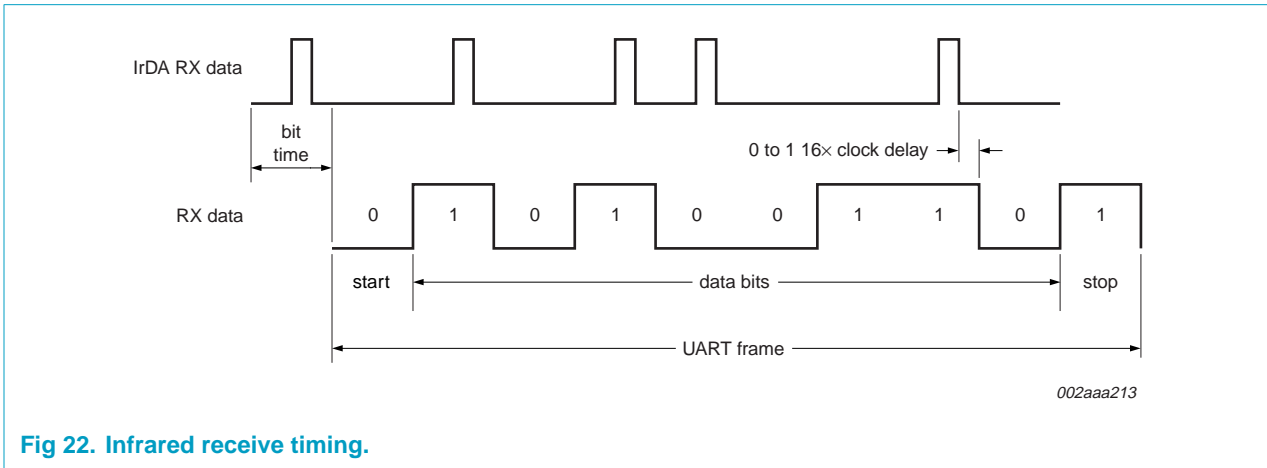 IrDA RX data
bit
time
0 to 1 16× clock delay
RX data
0 1 0 1 0 0 1 1 0 1
start data bits stop
UART frame
002aaa213
Fig 22. Infrared receive timing.